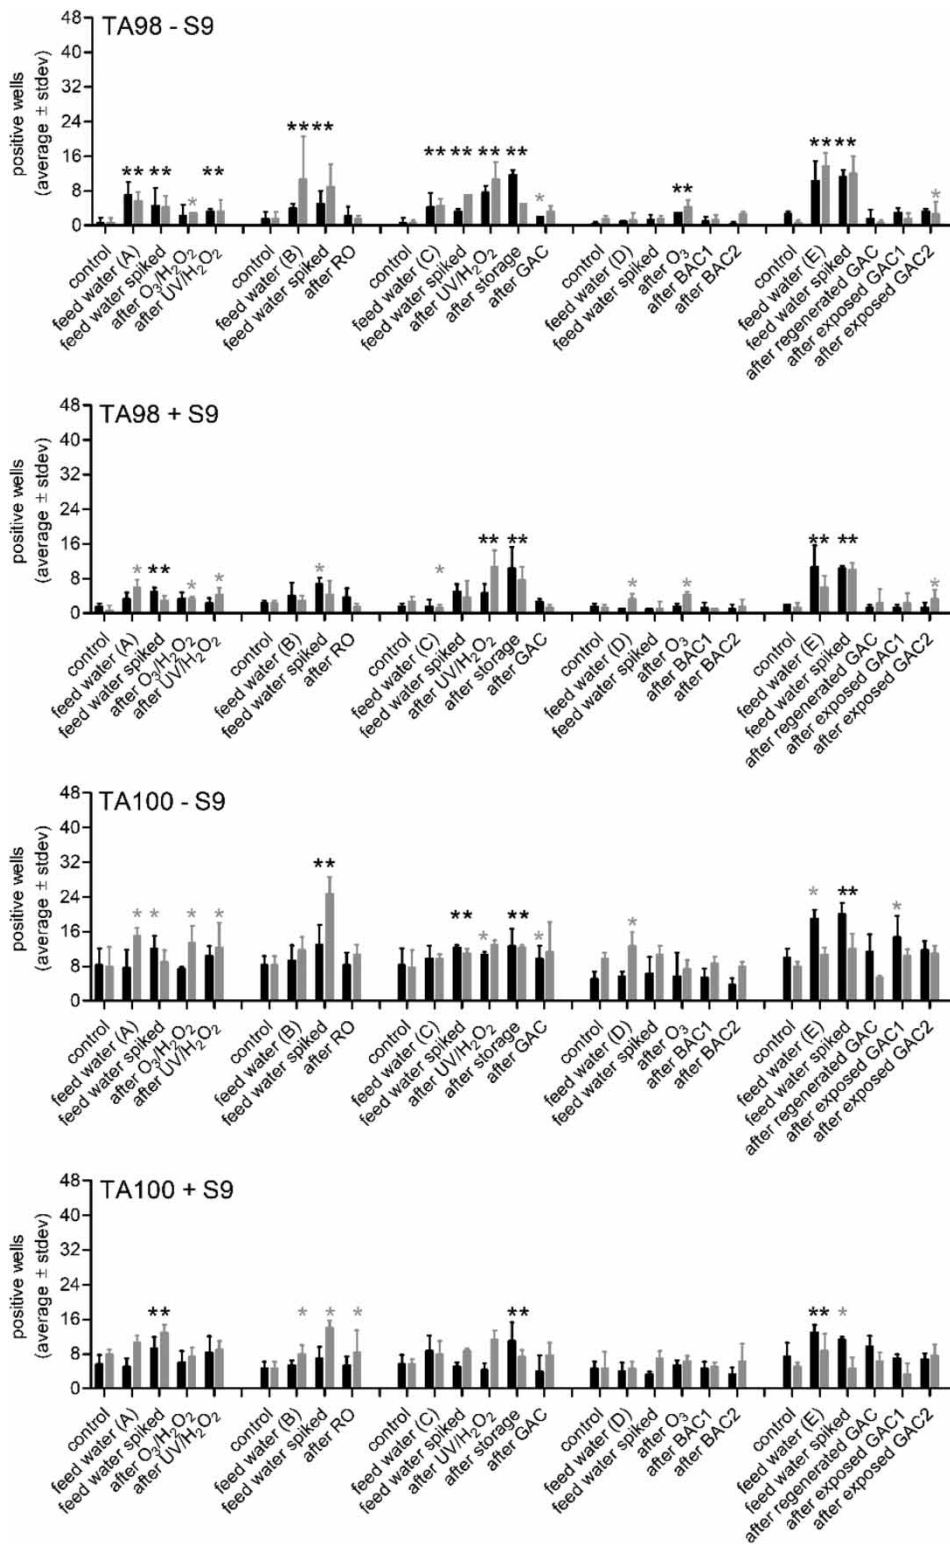 TA98 - S9
positive wells
(average ± stdev)
48
40
32
24
16
8
0
control
feed water (A)
feed water spiked
after O₃/H₂O₂
after UV/H₂O₂
control
feed water (B)
feed water spiked
after RO
control
feed water (C)
feed water spiked
after UV/H₂O₂
after storage
after GAC
control
feed water (D)
feed water spiked
after O₃
after BAC1
after BAC2
control
feed water (E)
feed water spiked
after regenerated GAC
after exposed GAC1
after exposed GAC2
** ** * **
** **
** ** ** ** *
**
** ** *
TA98 + S9
positive wells
(average ± stdev)
48
40
32
24
16
8
0
* ** * *
*
* ** **
* *
** ** *
control
feed water (A)
feed water spiked
after O₃/H₂O₂
after UV/H₂O₂
control
feed water (B)
feed water spiked
after RO
control
feed water (C)
feed water spiked
after UV/H₂O₂
after storage
after GAC
control
feed water (D)
feed water spiked
after O₃
after BAC1
after BAC2
control
feed water (E)
feed water spiked
after regenerated GAC
after exposed GAC1
after exposed GAC2
TA100 - S9
positive wells
(average ± stdev)
48
40
32
24
16
8
0
* * * *
**
** * ** *
*
* ** *
control
feed water (A)
feed water spiked
after O₃/H₂O₂
after UV/H₂O₂
control
feed water (B)
feed water spiked
after RO
control
feed water (C)
feed water spiked
after UV/H₂O₂
after storage
after GAC
control
feed water (D)
feed water spiked
after O₃
after BAC1
after BAC2
control
feed water (E)
feed water spiked
after regenerated GAC
after exposed GAC1
after exposed GAC2
TA100 + S9
positive wells
(average ± stdev)
48
40
32
24
16
8
0
**
* * *
**
** *
control
feed water (A)
feed water spiked
after O₃/H₂O₂
after UV/H₂O₂
control
feed water (B)
feed water spiked
after RO
control
feed water (C)
feed water spiked
after UV/H₂O₂
after storage
after GAC
control
feed water (D)
feed water spiked
after O₃
after BAC1
after BAC2
control
feed water (E)
feed water spiked
after regenerated GAC
after exposed GAC1
after exposed GAC2